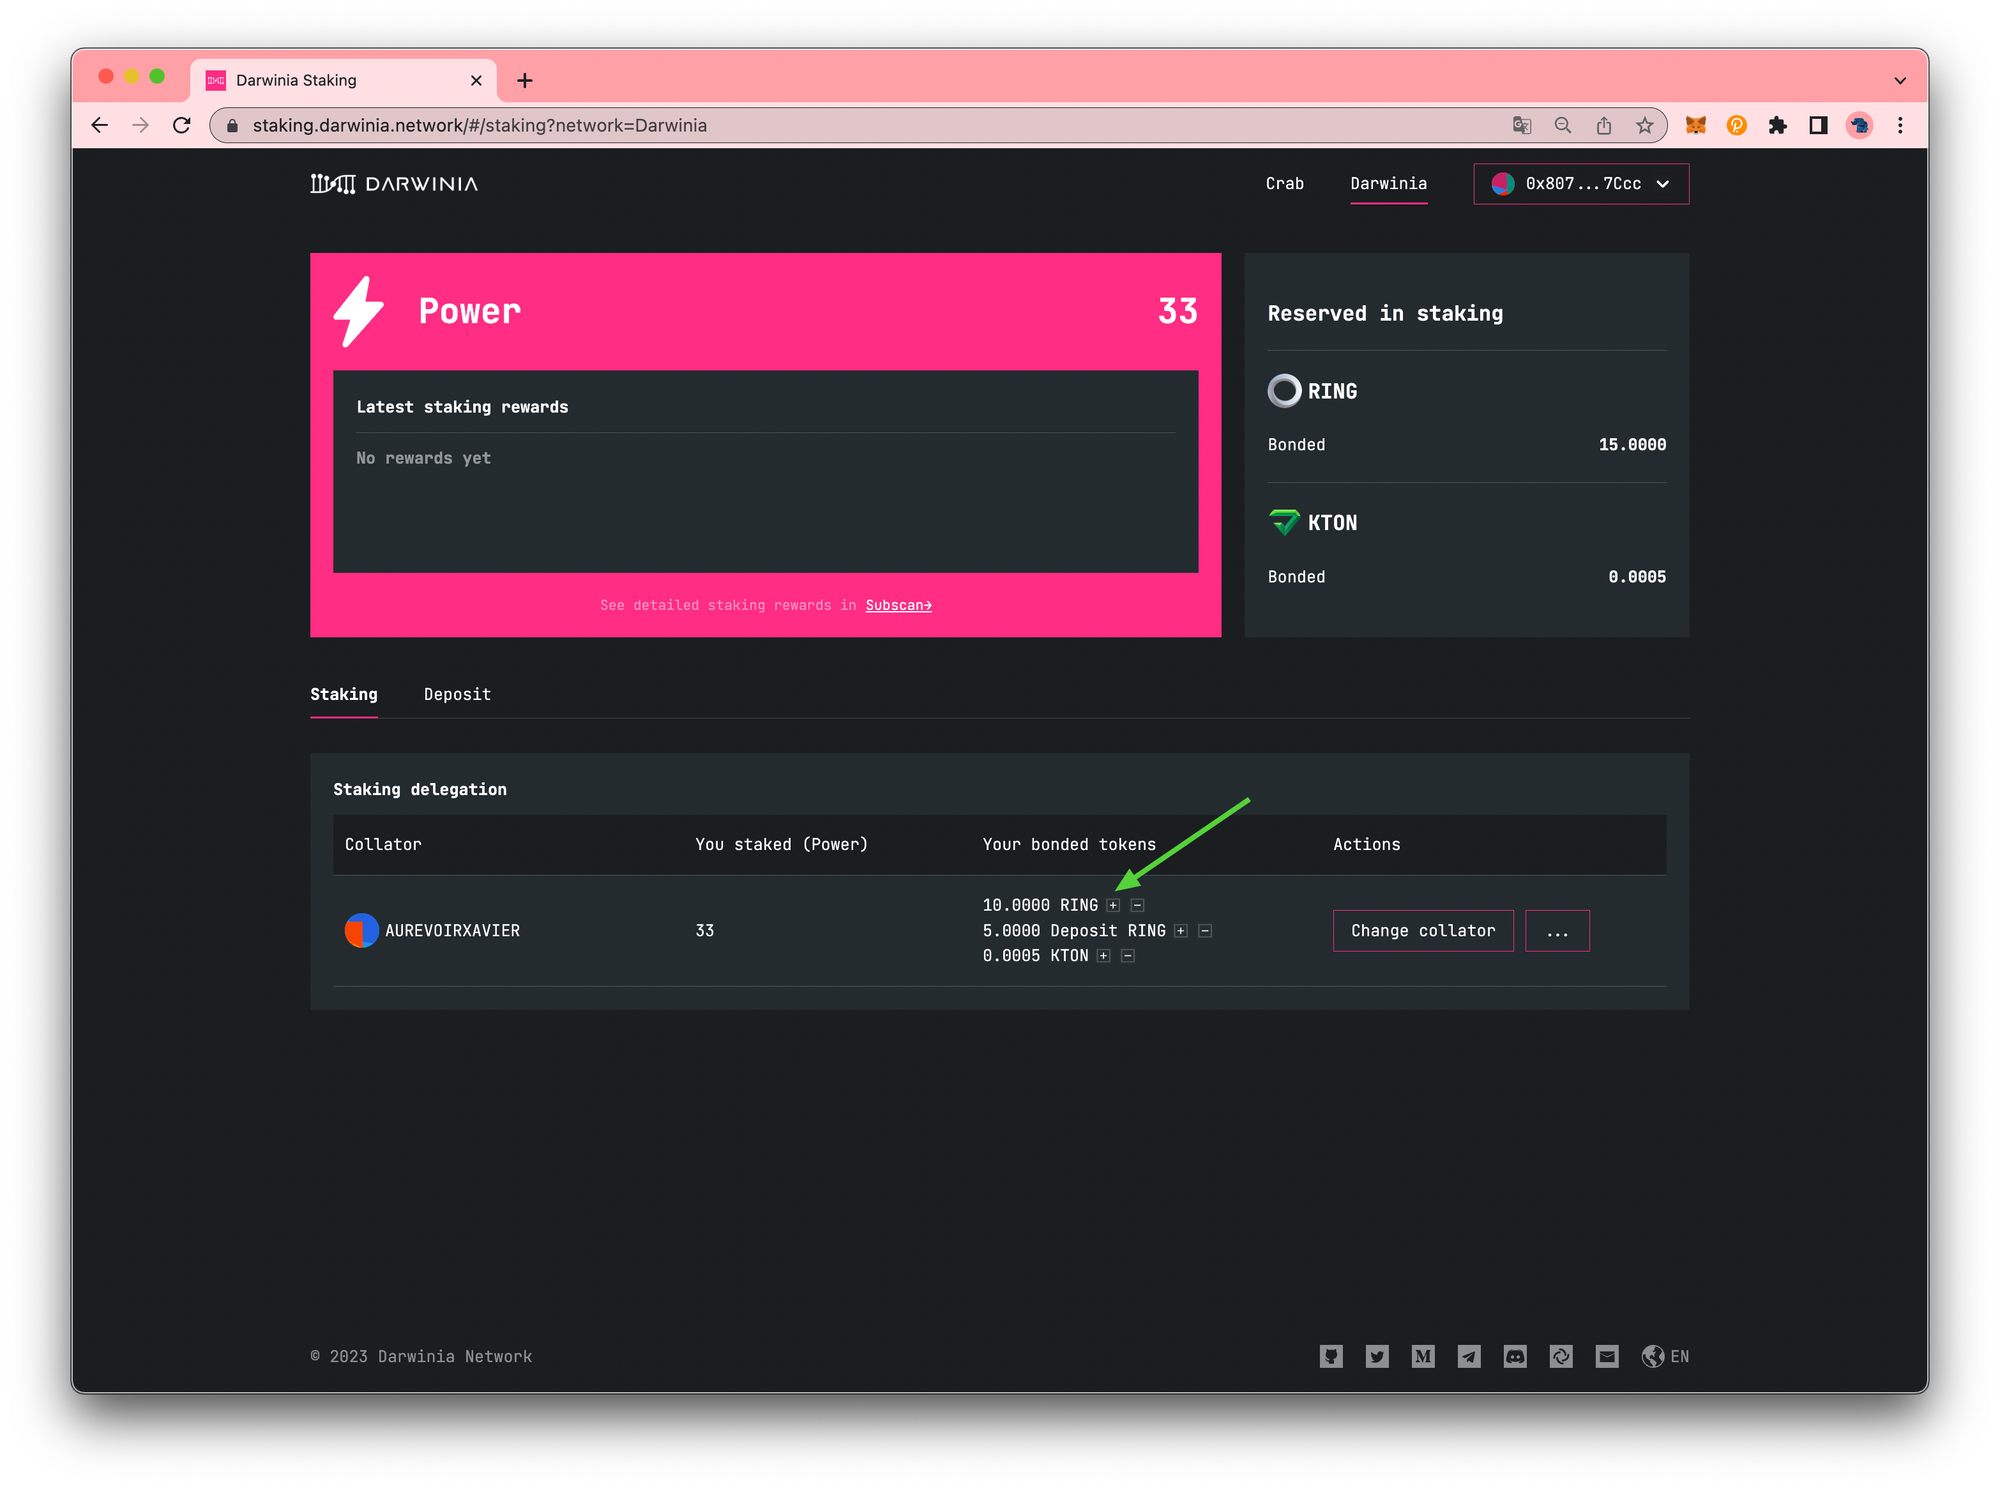 Darwinia Staking
staking.darwinia.network/#/staking?network=Darwinia
DARWINIA
Crab
Darwinia
0x807...7Ccc
Power
33
Latest staking rewards
No rewards yet
See detailed staking rewards in Subscan→
Reserved in staking
RING
Bonded 15.0000
KTON
Bonded 0.0005
Staking
Deposit
Staking delegation
Collator You staked (Power) Your bonded tokens Actions
AUREVOIRXAVIER
33
10.0000 RING + −
5.0000 Deposit RING + −
0.0005 KTON + −
Change collator
...
© 2023 Darwinia Network
EN